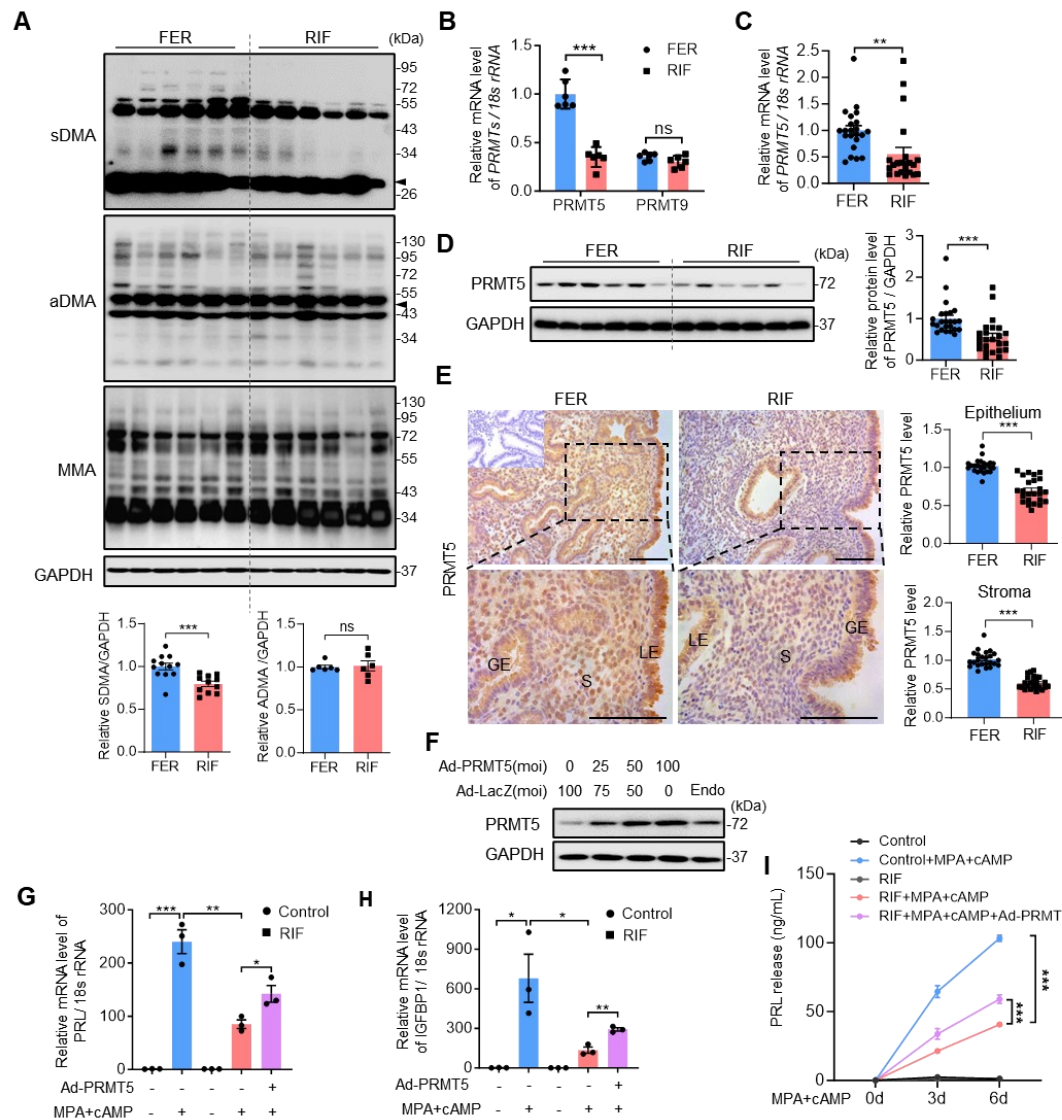 A
FER RIF (kDa)
sDMA
-95
-72
-55
-43
-34
-26
aDMA
-130
-95
-72
-55
-43
-34
MMA
-130
-95
-72
-55
-43
-34
GAPDH
-37
Relative SDMA/GAPDH
1.5
1.0
0.5
0.0
***
FER RIF
Relative ADMA /GAPDH
1.5
1.0
0.5
0.0
ns
FER RIF
B
Relative mRNA level
of PRMTs / 18s rRNA
1.5
1.0
0.5
0.0
***
ns
FER
RIF
PRMT5 PRMT9
C
Relative mRNA level
of PRMT5 / 18s rRNA
2.5
2.0
1.5
1.0
0.5
0.0
**
FER RIF
D
FER RIF (kDa)
PRMT5 -72
GAPDH -37
Relative protein level
of PRMT5 / GAPDH
3
2
1
0
***
FER RIF
E
FER RIF
PRMT5
GE S LE
LE S GE
Epithelium
Relative PRMT5 level
1.5
1.0
0.5
0.0
***
FER RIF
Stroma
Relative PRMT5 level
1.5
1.0
0.5
0.0
***
FER RIF
F
Ad-PRMT5(moi) 0 25 50 100
Ad-LacZ(moi) 100 75 50 0 Endo
(kDa)
PRMT5 -72
GAPDH -37
G
Relative mRNA level of
PRL/ 18s rRNA
300
200
100
0
***
**
*
Control
RIF
Ad-PRMT5 - - - - +
MPA+cAMP - + - + +
H
Relative mRNA level
of IGFBP1/ 18s rRNA
1200
900
600
300
0
*
*
**
Control
RIF
Ad-PRMT5 - - - - +
MPA+cAMP - + - + +
I
Control
Control+MPA+cAMP
RIF
RIF+MPA+cAMP
RIF+MPA+cAMP+Ad-PRMT
PRL release (ng/mL)
150
100
50
0
***
***
MPA+cAMP 0d 3d 6d